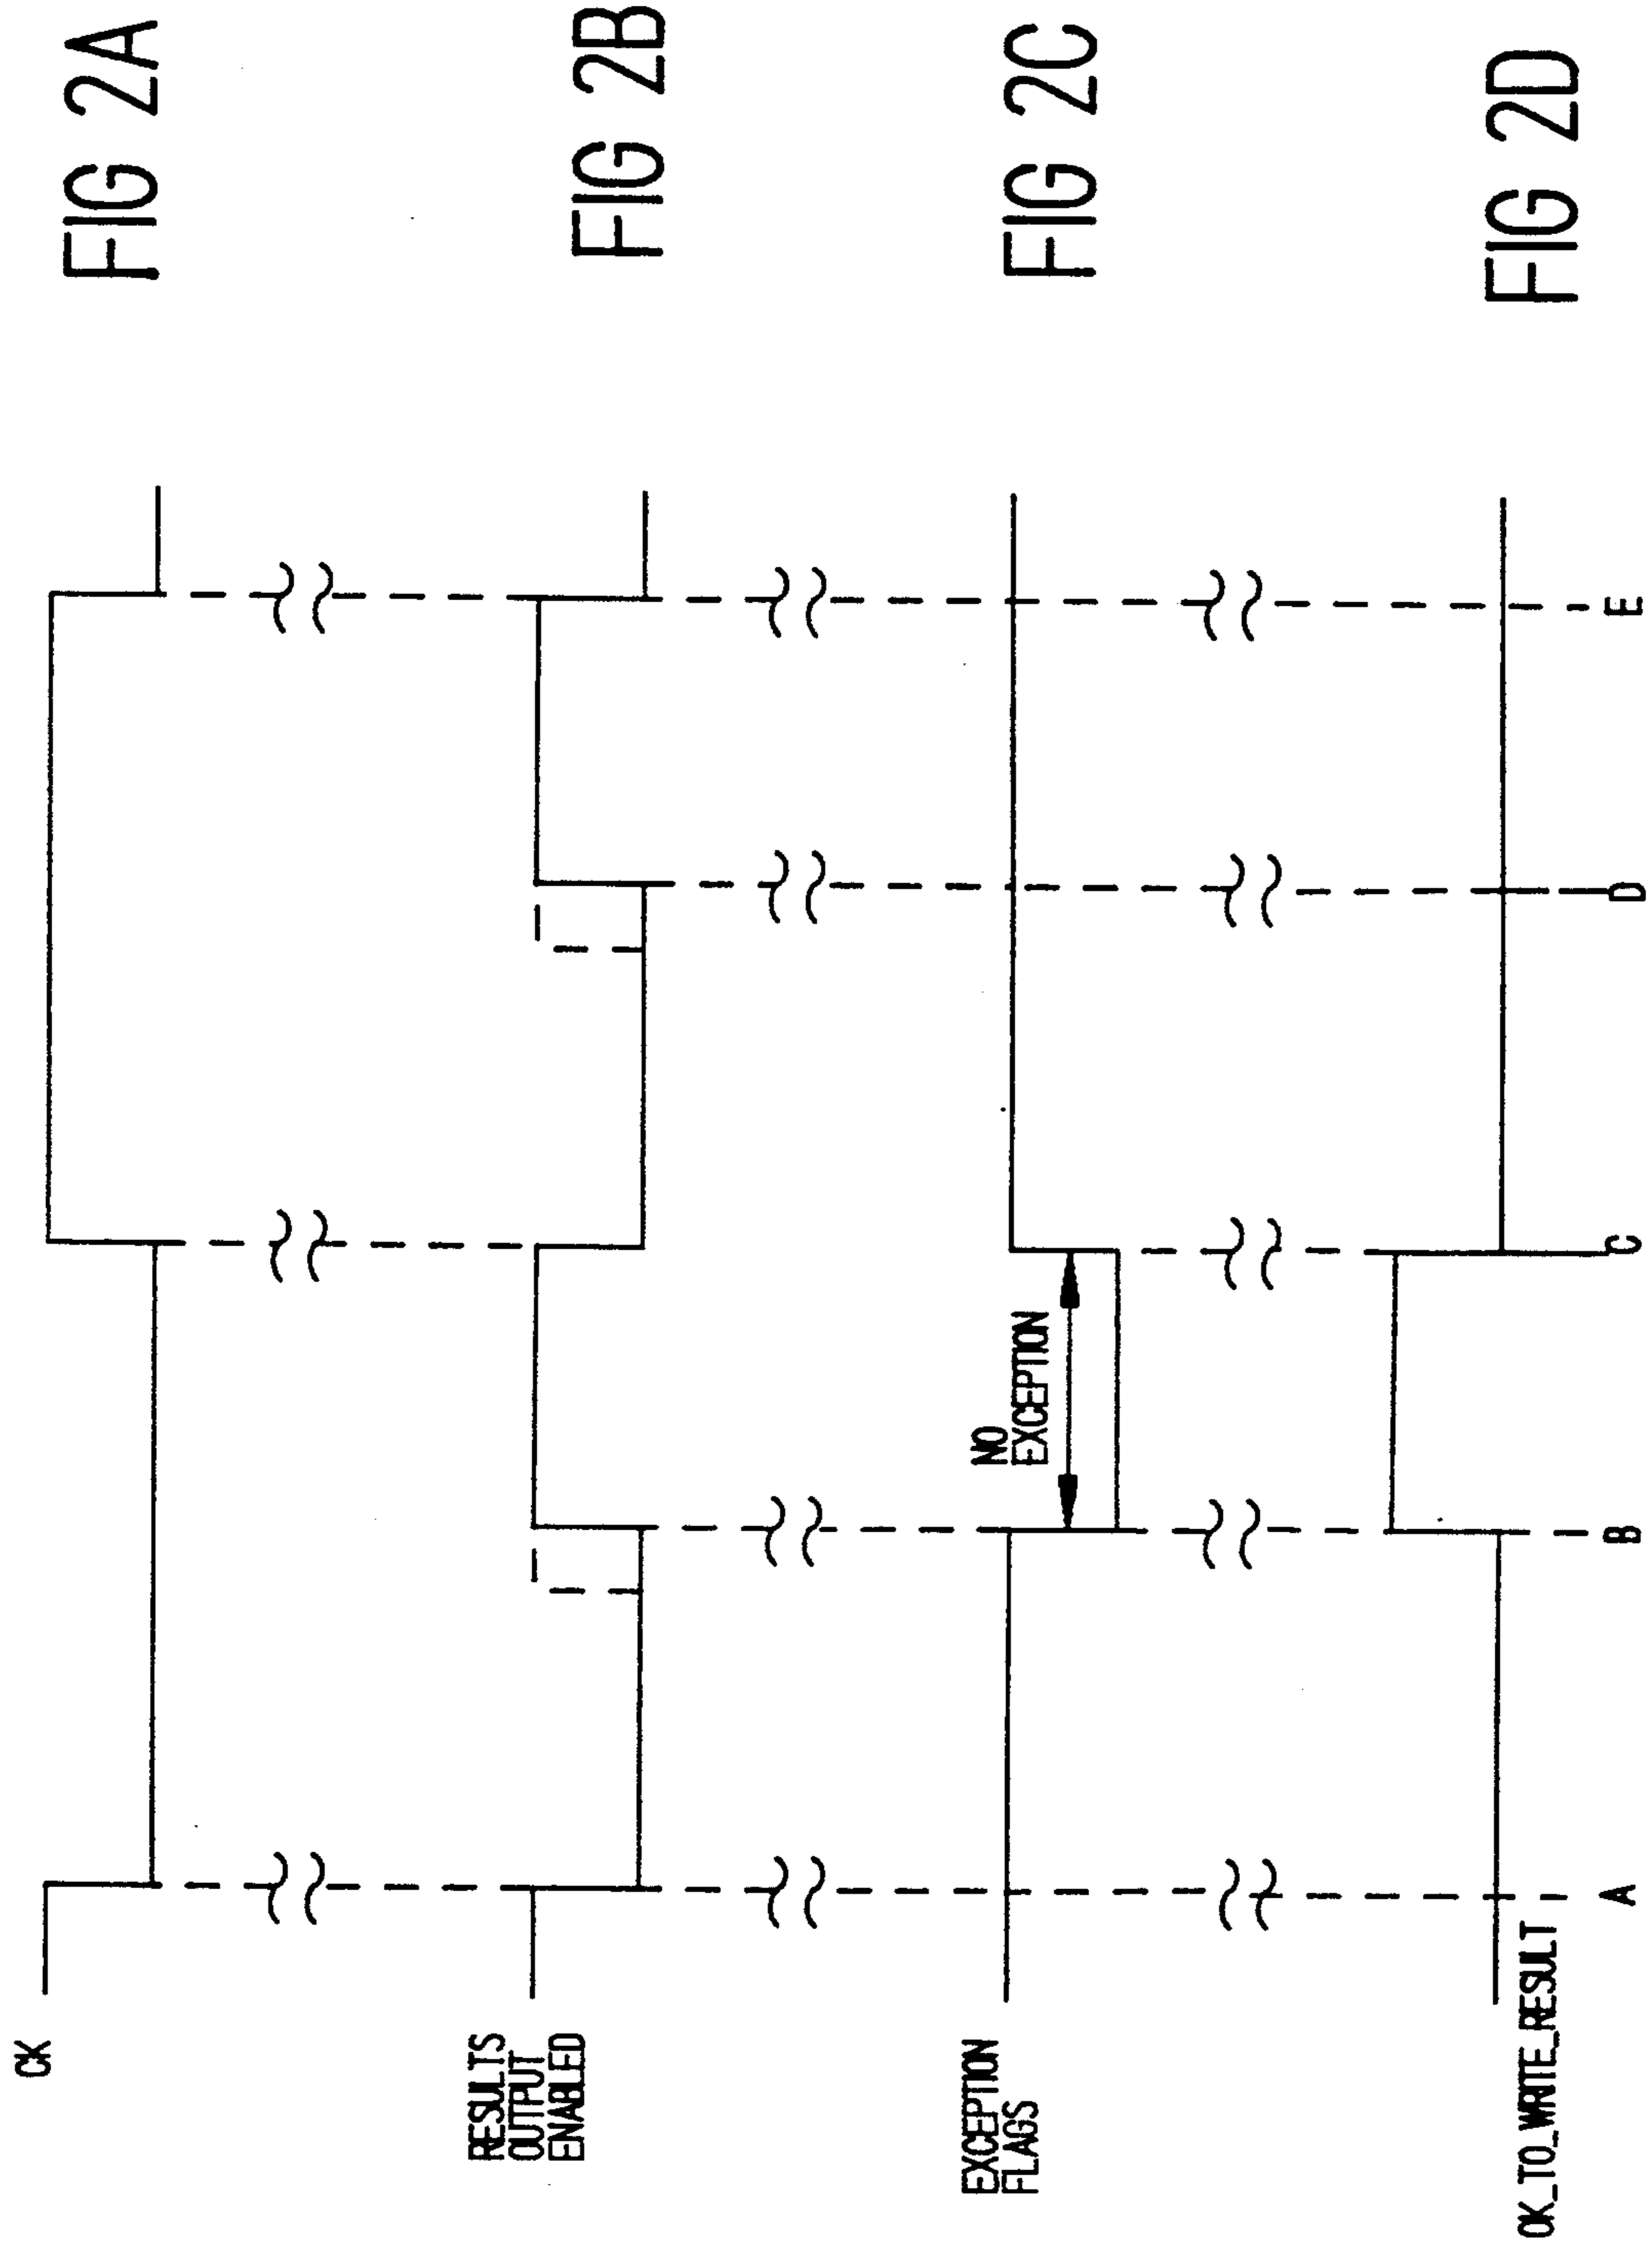 CK
FIG 2A
RESULTS
OUTPUT
ENABLED
FIG 2B
EXCEPTION
FLAGS
NO
EXCEPTION
FIG 2C
OK_TO_WRITE_RESULT
FIG 2D
A
B
C
D
E